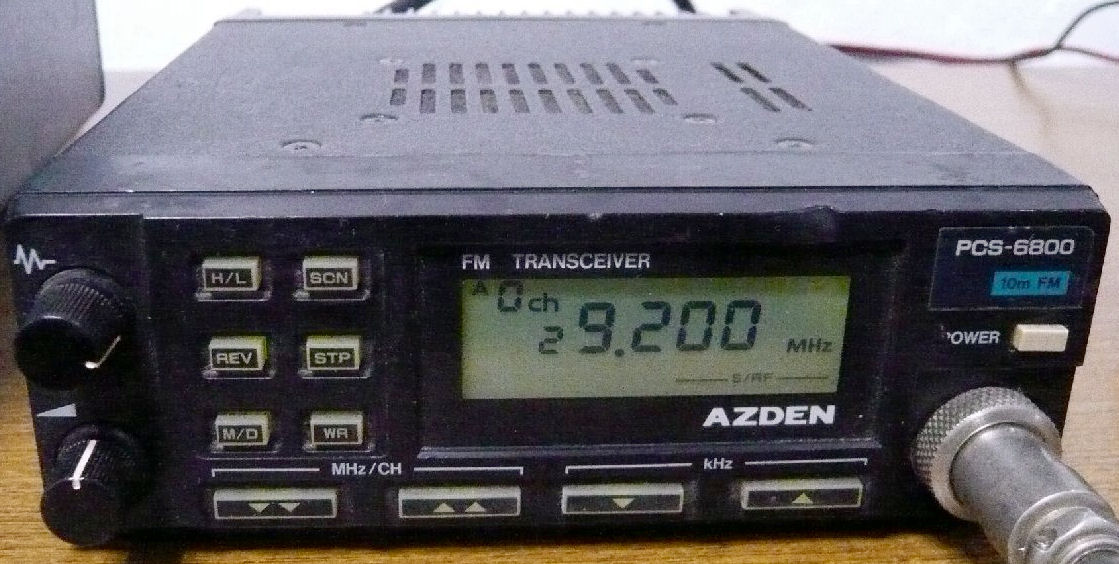 PCS-6800
10m FM
FM TRANSCEIVER
H/L SCN
A 0ch
29.200 MHz
POWER
REV STP
S/RF
AZDEN
M/D WR
MHz/CH
kHz